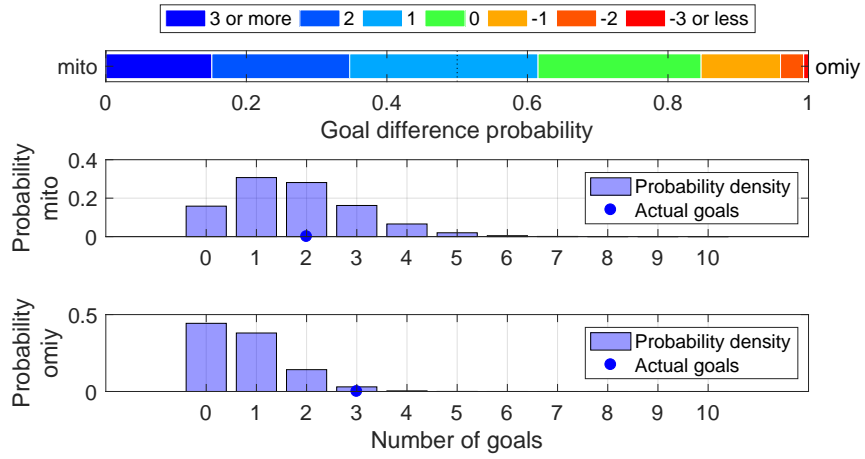 3 or more 2 1 0 -1 -2 -3 or less
mito omiy
0 0.2 0.4 0.6 0.8 1
Goal difference probability
Probability
mito
0.4
0.2
0
Probability density
Actual goals
0 1 2 3 4 5 6 7 8 9 10
Probability
omiy
0.5
0
Probability density
Actual goals
0 1 2 3 4 5 6 7 8 9 10
Number of goals